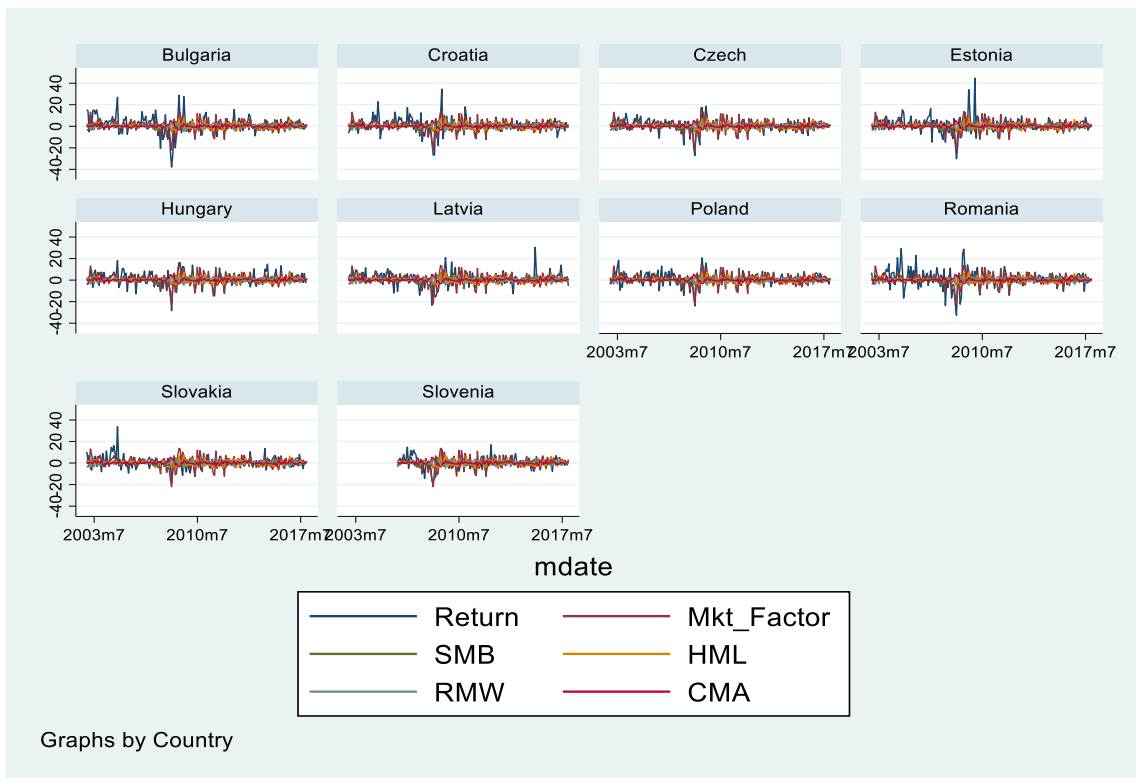 Bulgaria Croatia Czech Estonia
-40 -20 0 20 40
Hungary Latvia Poland Romania
-40 -20 0 20 40
2003m7 2010m7 2017m7 2003m7 2010m7 2017m7
Slovakia Slovenia
-40 -20 0 20 40
2003m7 2010m7 2017m7 2003m7 2010m7 2017m7
mdate
Return Mkt_Factor
SMB HML
RMW CMA
Graphs by Country